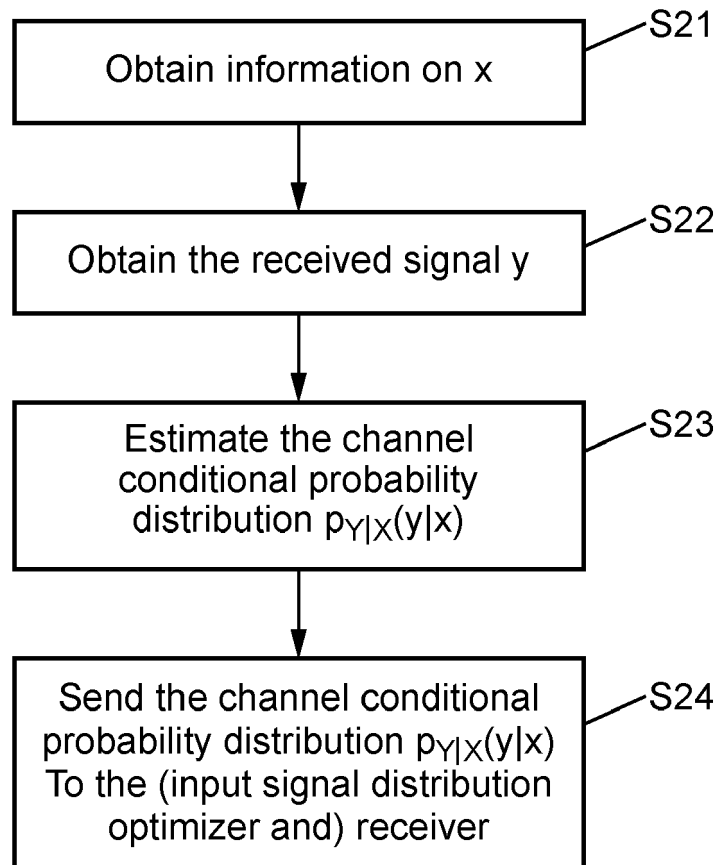 S21
Obtain information on x
S22
Obtain the received signal y
S23
Estimate the channel
conditional probability
distribution pY|X(y|x)
S24
Send the channel conditional
probability distribution pY|X(y|x)
To the (input signal distribution
optimizer and) receiver